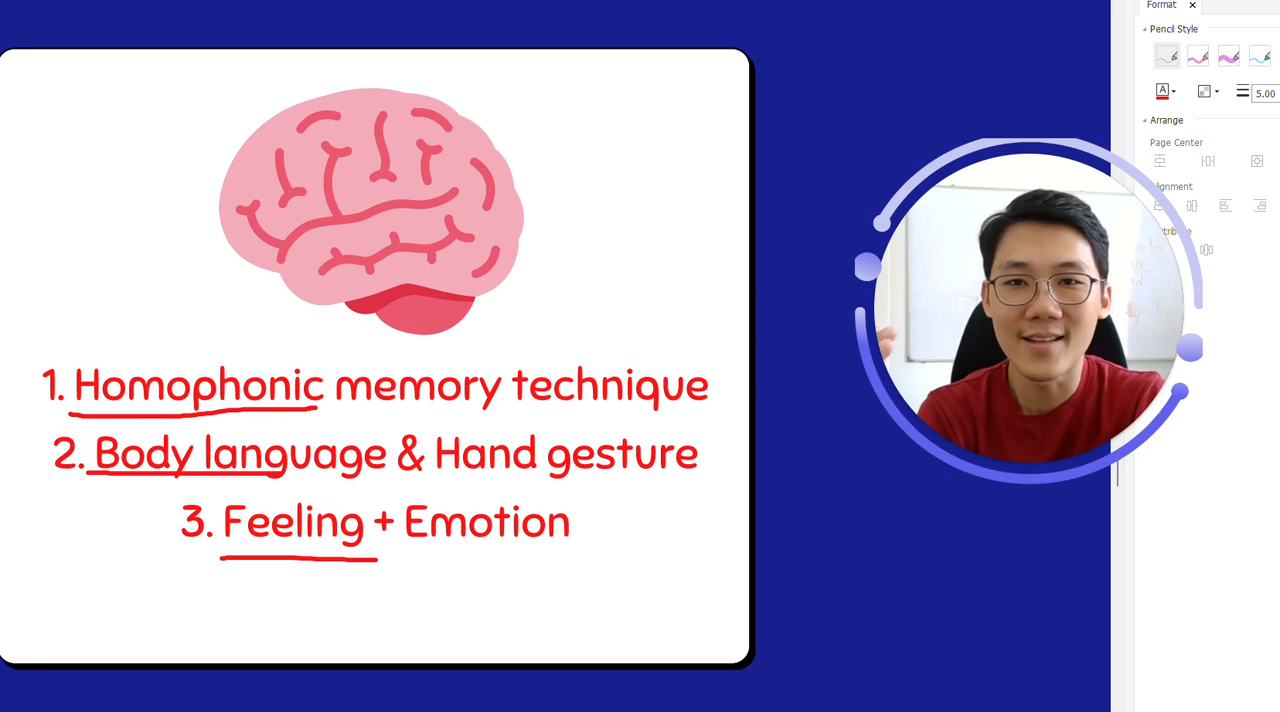 Format
Pencil Style
5.00
Arrange
Page Center
1. Homophonic memory technique
2. Body language & Hand gesture
3. Feeling + Emotion